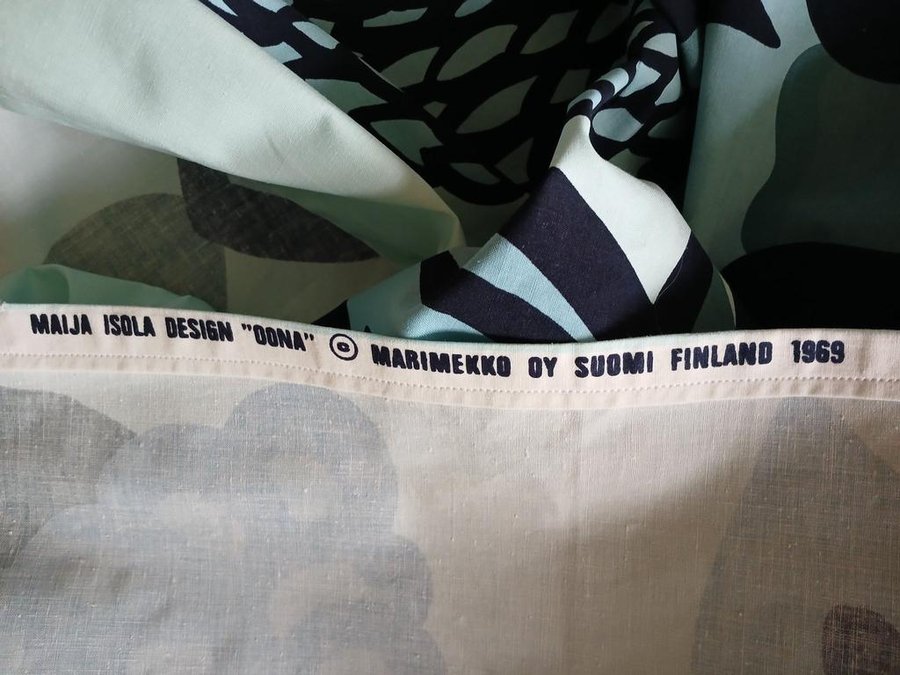 MAIJA ISOLA DESIGN "OONA" © MARIMEKKO OY SUOMI FINLAND 1969